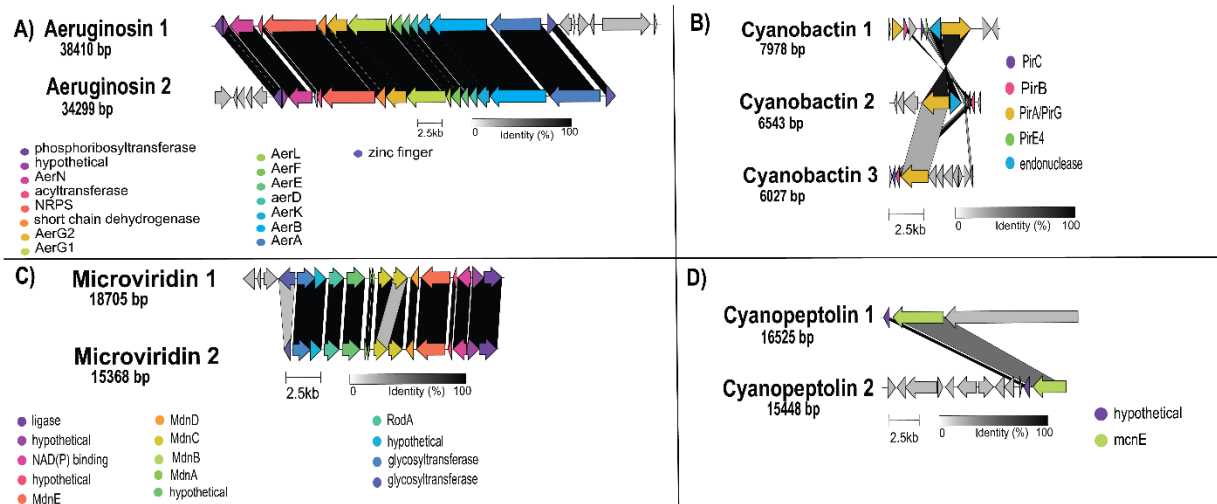 A)
Aeruginosin 1
38410 bp
Aeruginosin 2
34299 bp
2.5kb
0
100
Identity (%)
phosphoribosyltransferase
hypothetical
AerN
acyltransferase
NRPS
short chain dehydrogenase
AerG2
AerG1
AerL
AerF
AerE
aerD
AerK
AerB
AerA
zinc finger
B)
Cyanobactin 1
7978 bp
Cyanobactin 2
6543 bp
Cyanobactin 3
6027 bp
PirC
PirB
PirA/PirG
PirE4
endonuclease
2.5kb
0
Identity (%)
100
C)
Microviridin 1
18705 bp
Microviridin 2
15368 bp
2.5kb
0
Identity (%)
100
ligase
hypothetical
NAD(P) binding
hypothetical
MdnE
MdnD
MdnC
MdnB
MdnA
hypothetical
RodA
hypothetical
glycosyltransferase
glycosyltransferase
D)
Cyanopeptolin 1
16525 bp
Cyanopeptolin 2
15448 bp
2.5kb
0
Identity (%)
100
hypothetical
mcnE